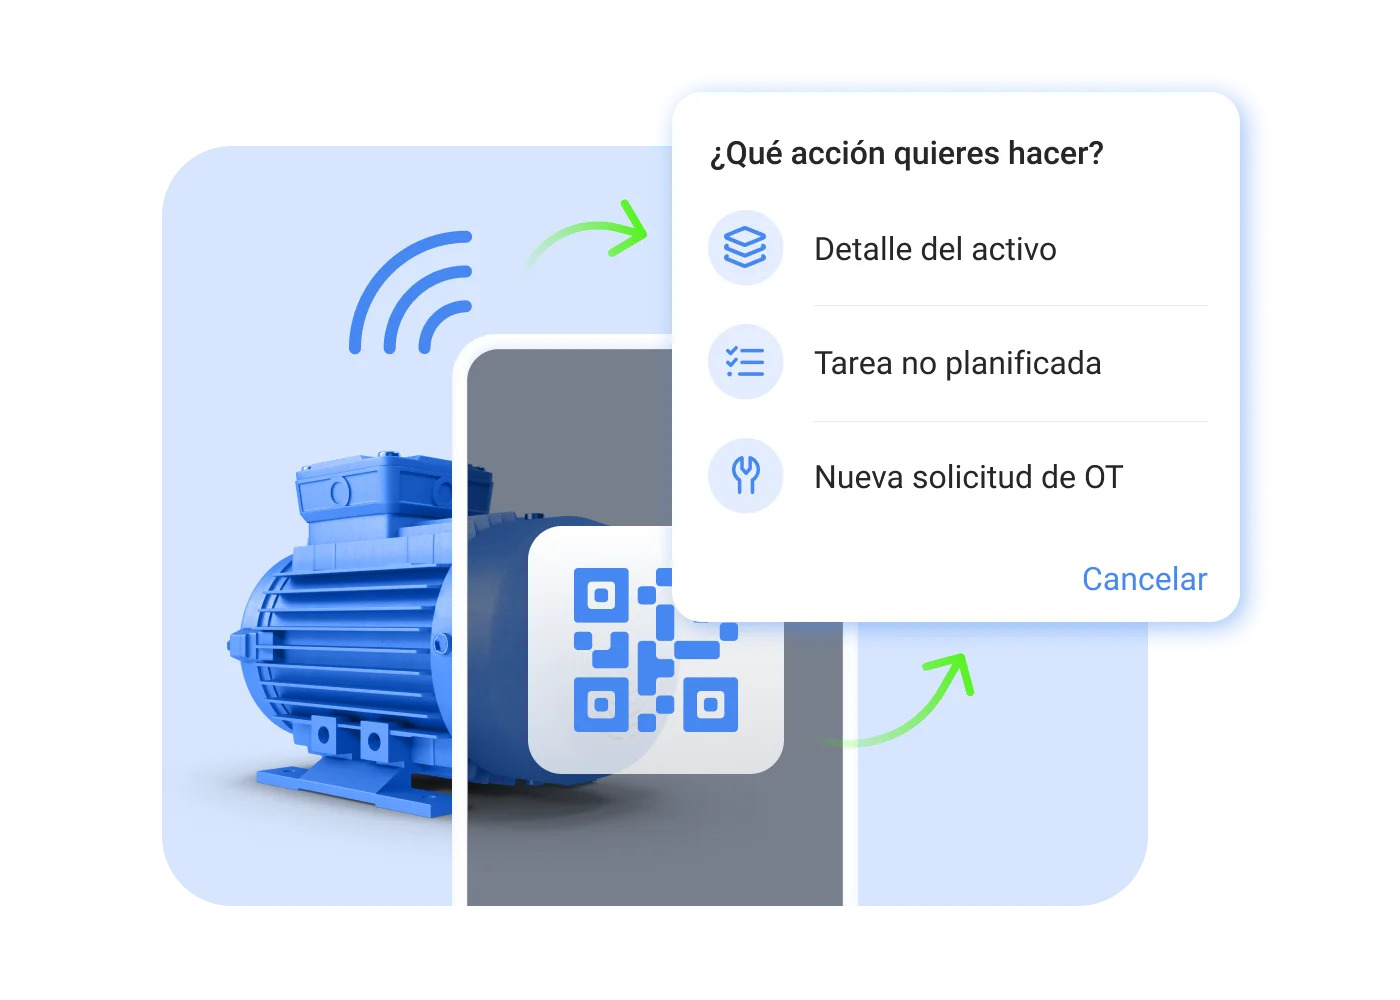 ¿Qué acción quieres hacer?
Detalle del activo
Tarea no planificada
Nueva solicitud de OT
Cancelar